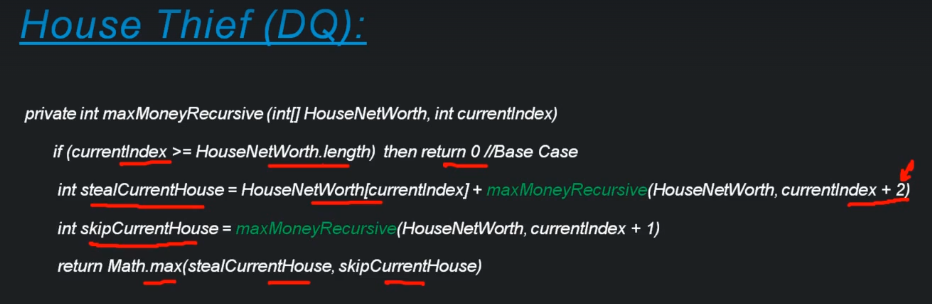 House Thief (DQ):
private int maxMoneyRecursive (int[] HouseNetWorth, int currentIndex)
if (currentIndex >= HouseNetWorth.length) then return 0 //Base Case
int stealCurrentHouse = HouseNetWorth[currentIndex] + maxMoneyRecursive(HouseNetWorth, currentIndex + 2)
int skipCurrentHouse = maxMoneyRecursive(HouseNetWorth, currentIndex + 1)
return Math.max(stealCurrentHouse, skipCurrentHouse)